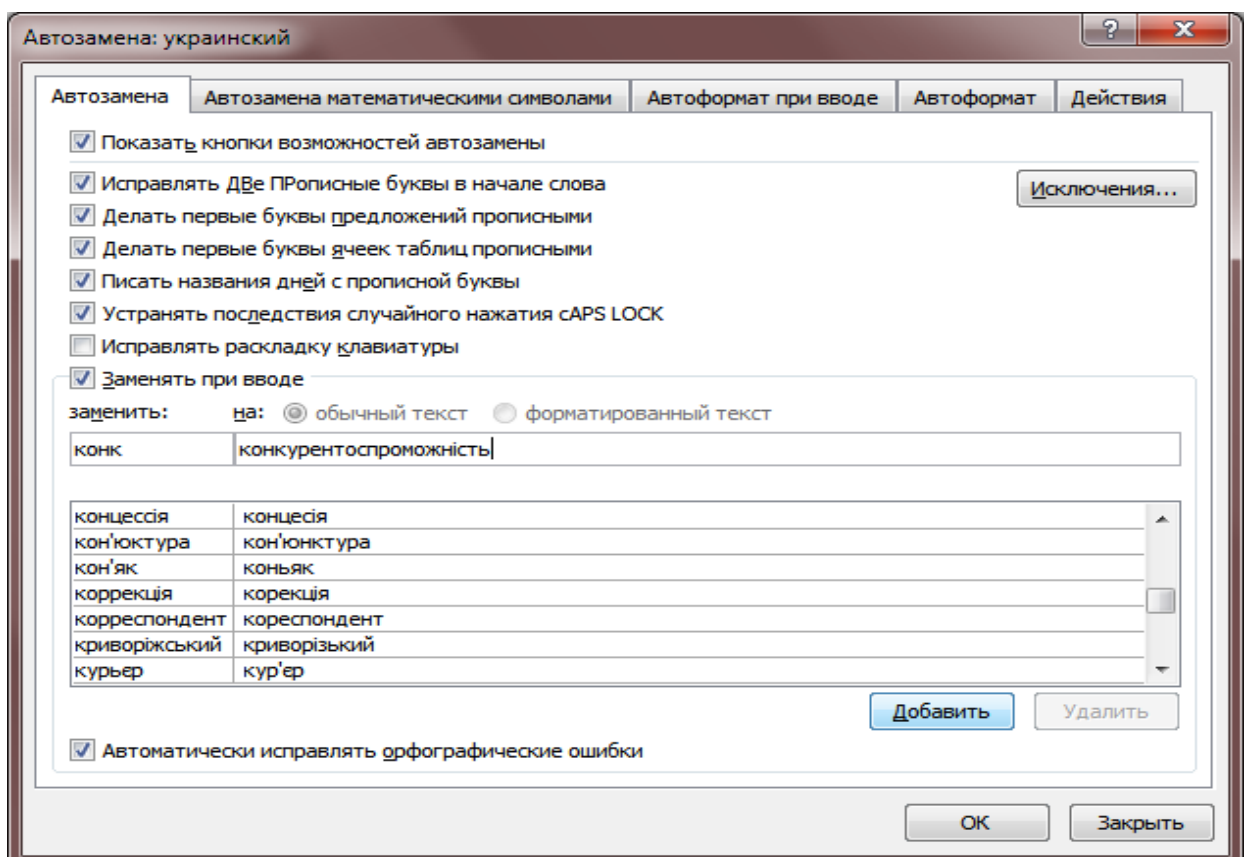 Автозамена: украинский
Автозамена Автозамена математическими символами Автоформат при вводе Автоформат Действия
Показать кнопки возможностей автозамены
Исправлять ДВе ПРописные буквы в начале слова Исключения...
Делать первые буквы предложений прописными
Делать первые буквы ячеек таблиц прописными
Писать названия дней с прописной буквы
Устранять последствия случайного нажатия cAPS LOCK
Исправлять раскладку клавиатуры
Заменять при вводе
заменить: на: обычный текст форматированный текст
конк конкурентоспроможність
концессія концесія
кон'юктура кон'юнктура
кон'як коньяк
коррекція корекція
корреспондент кореспондент
криворіжський криворізький
курьєр кур'єр
Добавить Удалить
Автоматически исправлять орфографические ошибки
ОК Закрыть